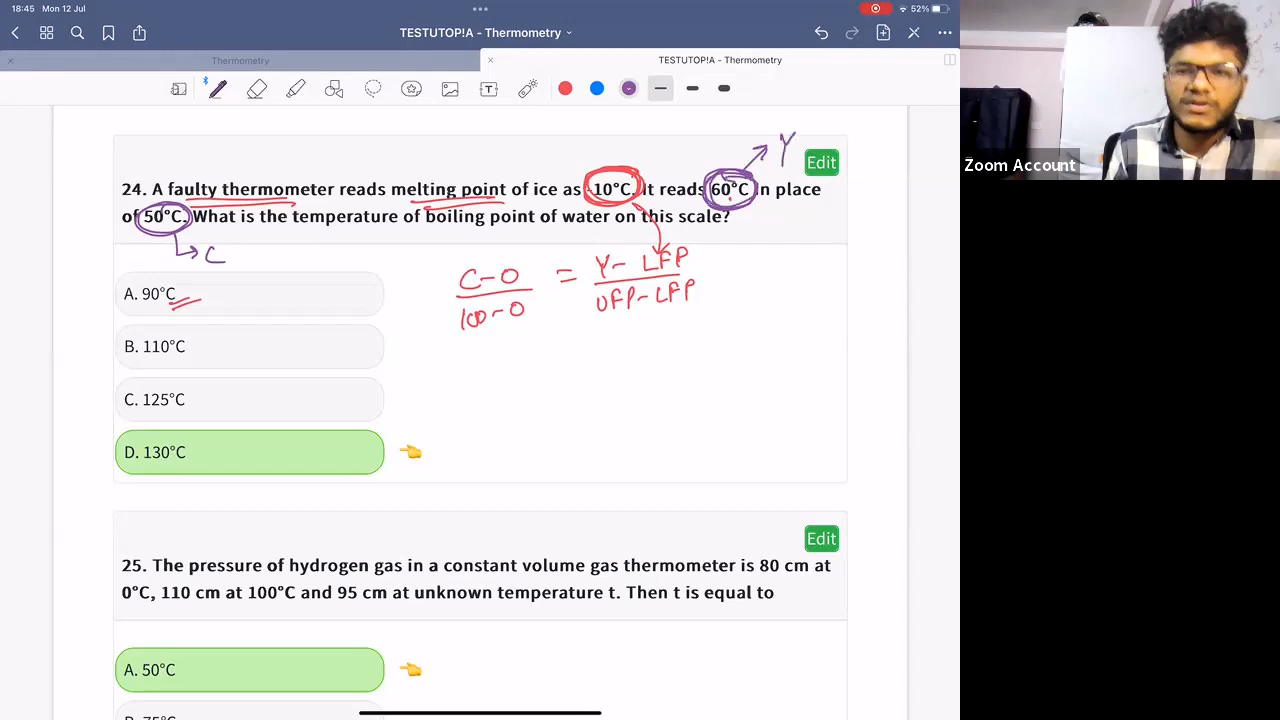 18:45 Mon 12 Jul
52%
TESTUTOP!A - Thermometry
Thermometry
TESTUTOP!A - Thermometry
Zoom Account
Edit
24. A faulty thermometer reads melting point of ice as -10°C. It reads 60°C in place
of 50°C. What is the temperature of boiling point of water on this scale?
Y
C
A. 90°C
B. 110°C
C. 125°C
D. 130°C
C-0 = Y- LFP
100-0 UFP-LFP
Edit
25. The pressure of hydrogen gas in a constant volume gas thermometer is 80 cm at
0°C, 110 cm at 100°C and 95 cm at unknown temperature t. Then t is equal to
A. 50°C